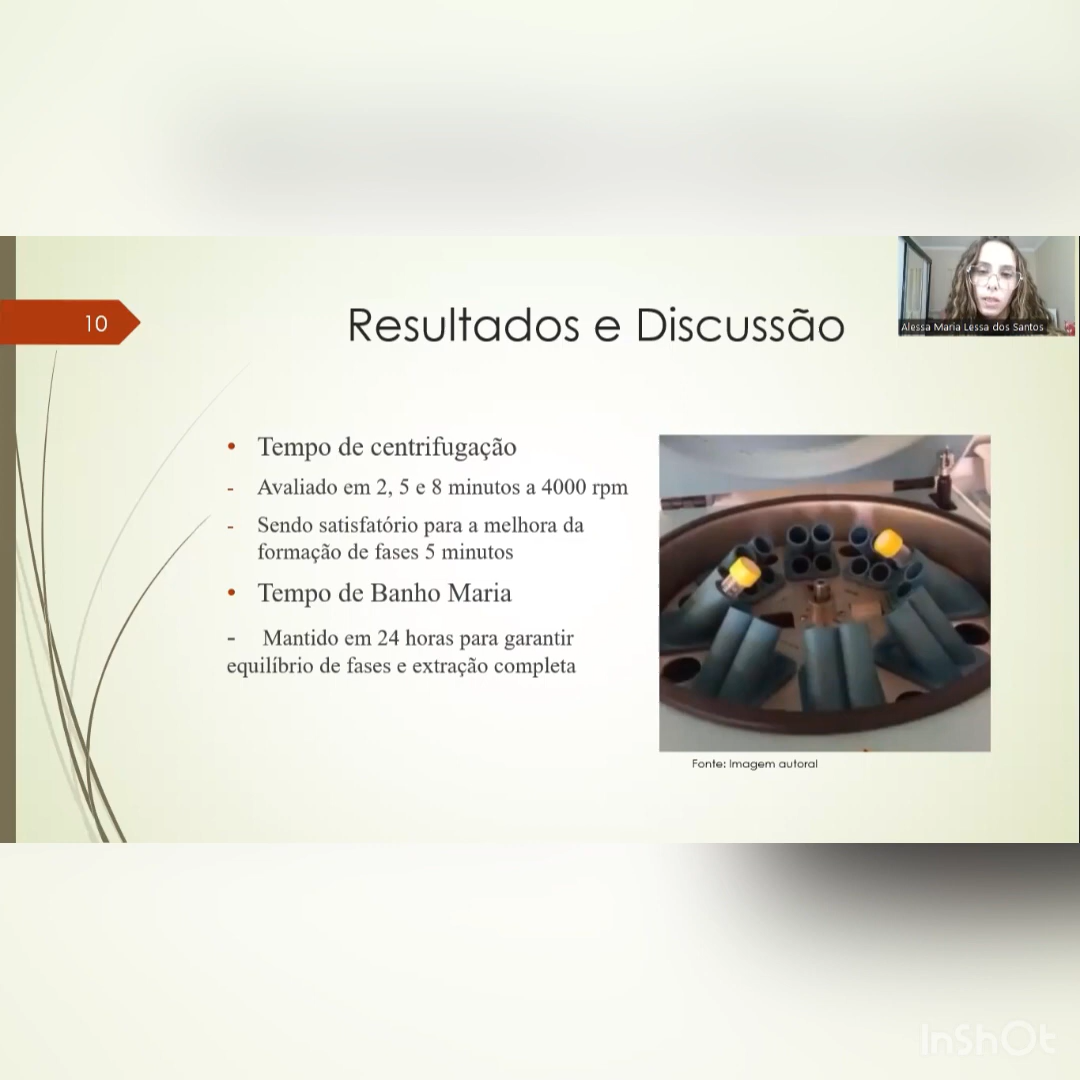 10
Resultados e Discussão
Alessa Maria Lessa dos Santos
• Tempo de centrifugação
- Avaliado em 2, 5 e 8 minutos a 4000 rpm
- Sendo satisfatório para a melhora da
formação de fases 5 minutos
• Tempo de Banho Maria
- Mantido em 24 horas para garantir
equilíbrio de fases e extração completa
Fonte: Imagem autoral
InShOt